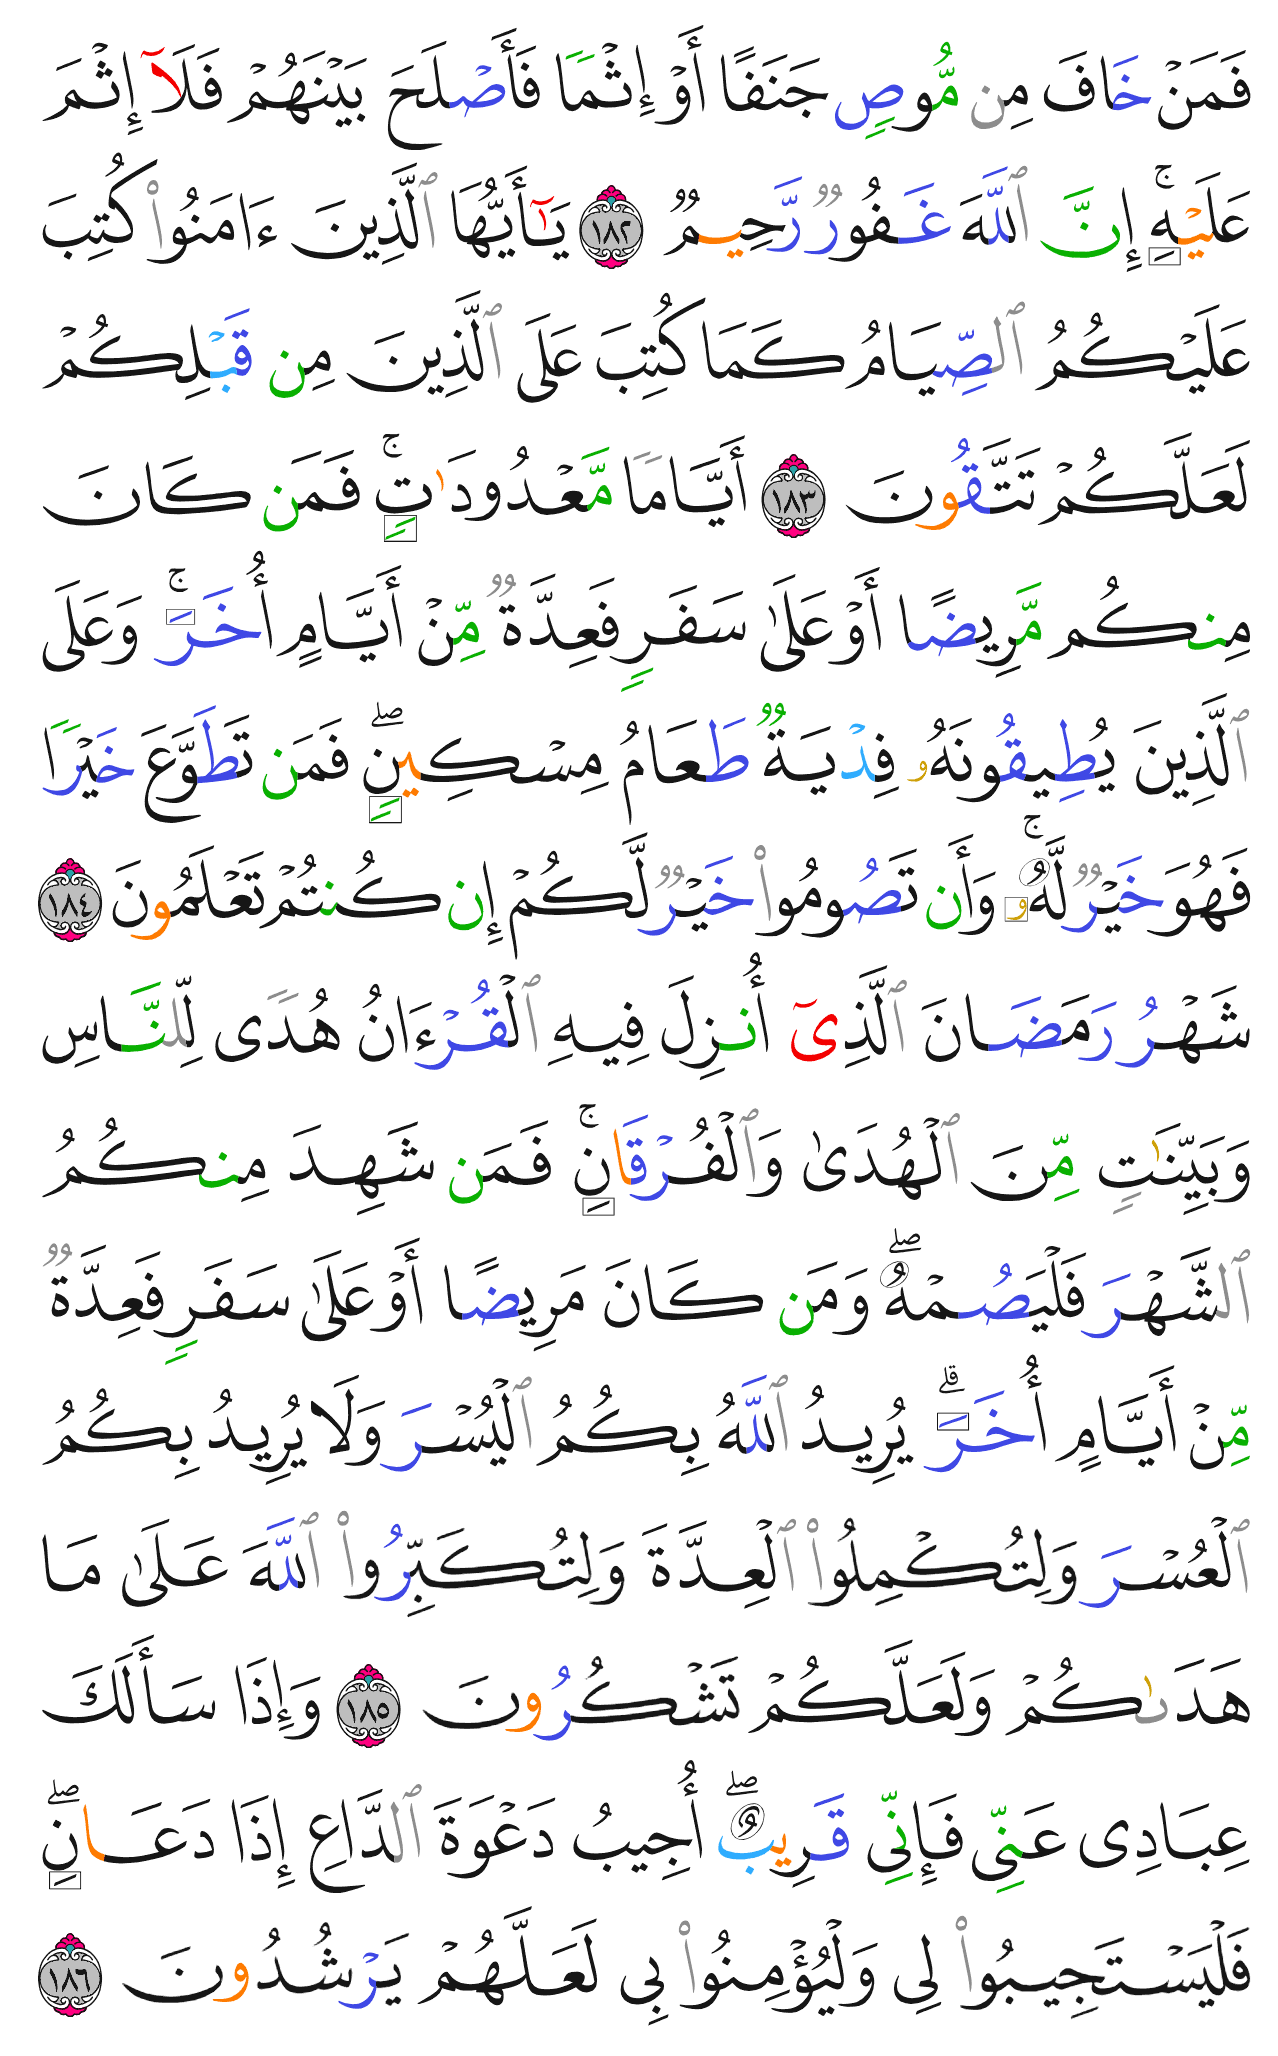 فَمَنْ خَافَ مِن مُّوصٍ جَنَفًا أَوْ إِثْمًا فَأَصْلَحَ بَيْنَهُمْ فَلَآ إِثْمَ
عَلَيْهِ ۚ إِنَّ ٱللَّهَ غَفُورٌ رَّحِيمٌ ١٨٢ يَـٰٓأَيُّهَا ٱلَّذِينَ ءَامَنُوا۟ كُتِبَ
عَلَيْكُمُ ٱلصِّيَامُ كَمَا كُتِبَ عَلَى ٱلَّذِينَ مِن قَبْلِكُمْ
لَعَلَّكُمْ تَتَّقُونَ ١٨٣ أَيَّامًا مَّعْدُودَٰتٍ ۚ فَمَن كَانَ
مِنكُم مَّرِيضًا أَوْ عَلَىٰ سَفَرٍ فَعِدَّةٌ مِّنْ أَيَّامٍ أُخَرَ ۚ وَعَلَى
ٱلَّذِينَ يُطِيقُونَهُۥ فِدْيَةٌ طَعَامُ مِسْكِينٍ ۖ فَمَن تَطَوَّعَ خَيْرًا
فَهُوَ خَيْرٌ لَّهُۥ ۚ وَأَن تَصُومُوا۟ خَيْرٌ لَّكُمْ إِن كُنتُمْ تَعْلَمُونَ ١٨٤
شَهْرُ رَمَضَانَ ٱلَّذِىٓ أُنزِلَ فِيهِ ٱلْقُرْءَانُ هُدًى لِّلنَّاسِ
وَبَيِّنَـٰتٍ مِّنَ ٱلْهُدَىٰ وَٱلْفُرْقَانِ ۚ فَمَن شَهِدَ مِنكُمُ
ٱلشَّهْرَ فَلْيَصُمْهُ ۖ وَمَن كَانَ مَرِيضًا أَوْ عَلَىٰ سَفَرٍ فَعِدَّةٌ
مِّنْ أَيَّامٍ أُخَرَ ۗ يُرِيدُ ٱللَّهُ بِكُمُ ٱلْيُسْرَ وَلَا يُرِيدُ بِكُمُ
ٱلْعُسْرَ وَلِتُكْمِلُوا۟ ٱلْعِدَّةَ وَلِتُكَبِّرُوا۟ ٱللَّهَ عَلَىٰ مَا
هَدَىٰكُمْ وَلَعَلَّكُمْ تَشْكُرُونَ ١٨٥ وَإِذَا سَأَلَكَ
عِبَادِى عَنِّى فَإِنِّى قَرِيبٌ ۖ أُجِيبُ دَعْوَةَ ٱلدَّاعِ إِذَا دَعَانِ ۖ
فَلْيَسْتَجِيبُوا۟ لِى وَلْيُؤْمِنُوا۟ بِى لَعَلَّهُمْ يَرْشُدُونَ ١٨٦